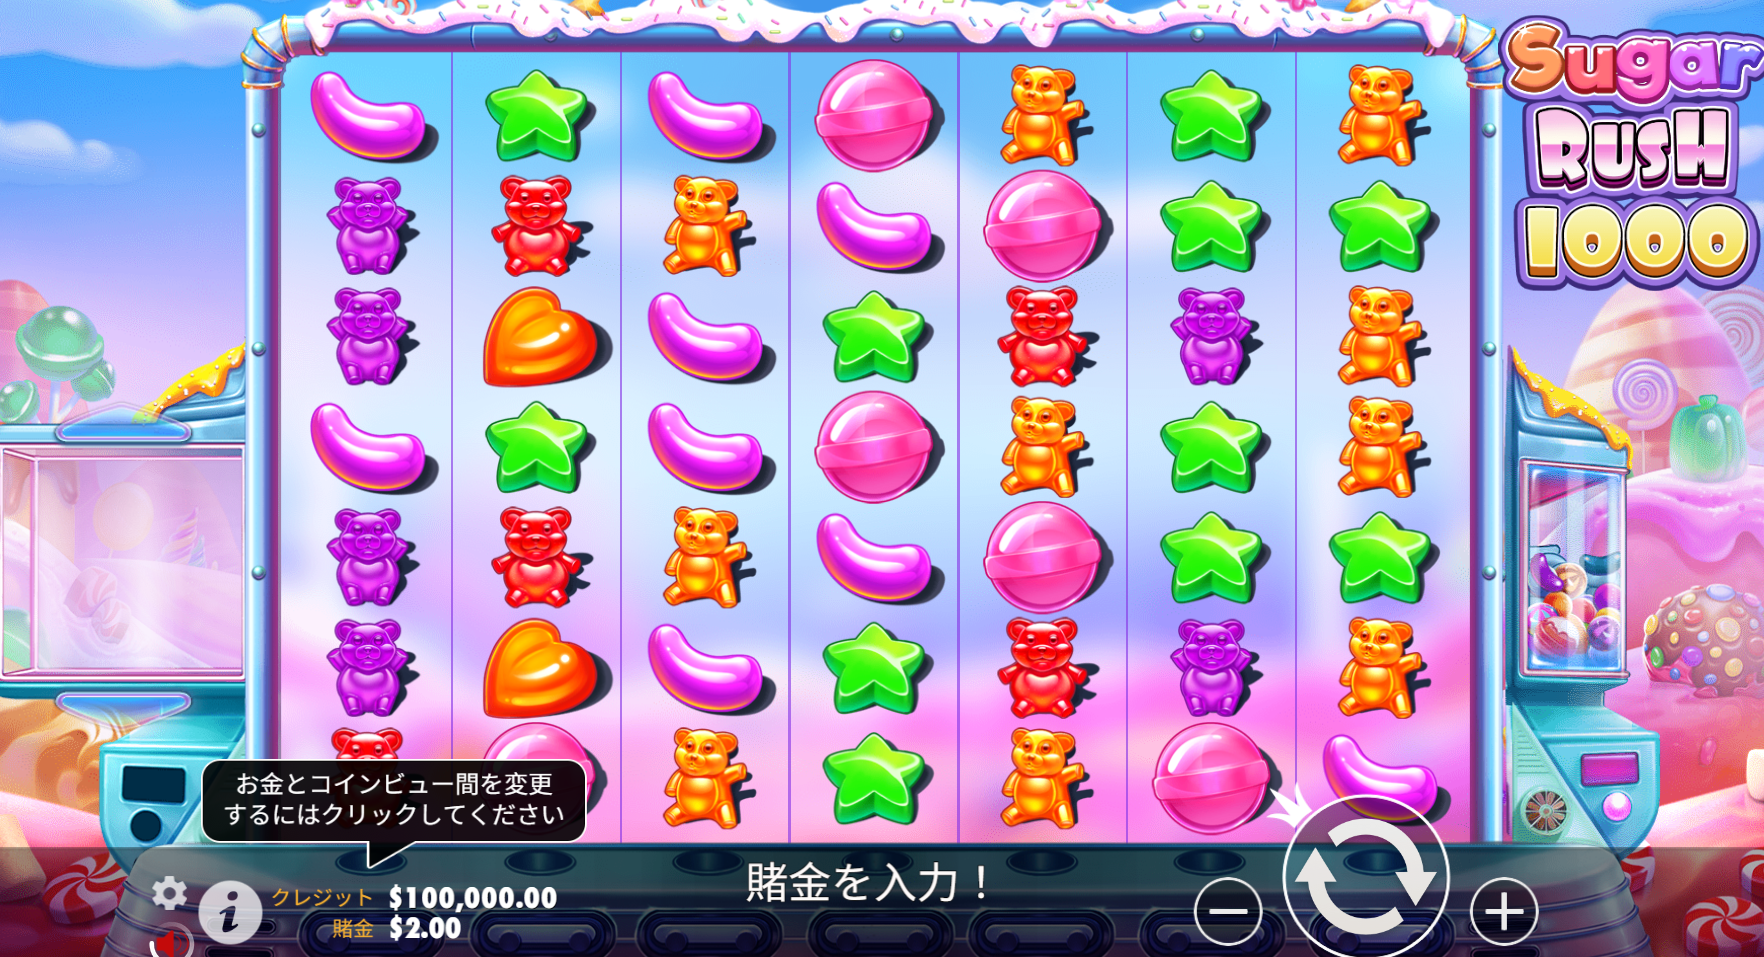 Sugar
RUSH
1000
お金とコインビュー間を変更
するにはクリックしてください
賭金を入力！
クレジット $100,000.00
賭金 $2.00